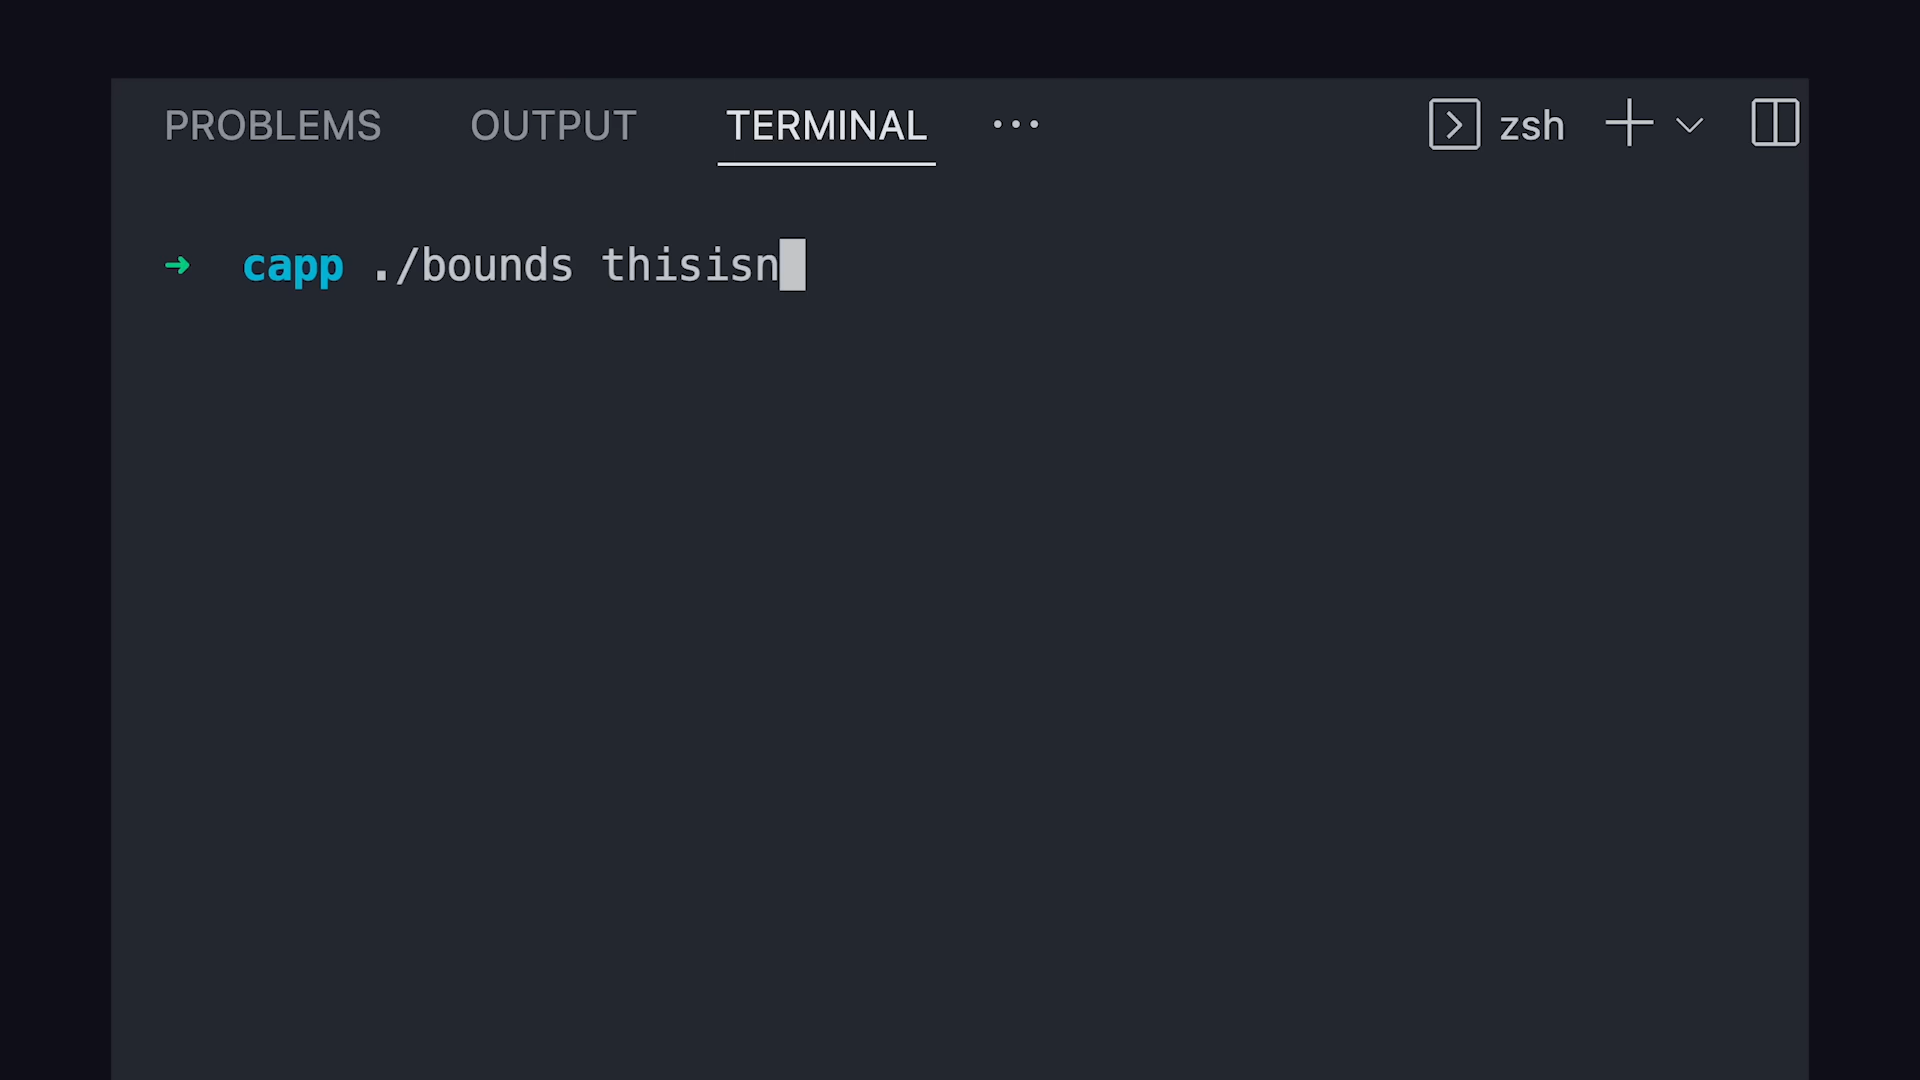 PROBLEMS OUTPUT TERMINAL ··· zsh
➜ capp ./bounds thisisn